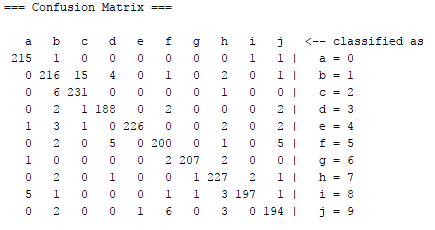 === Confusion Matrix ===
a b c d e f g h i j <-- classified as
215 1 0 0 0 0 0 0 1 1 | a = 0
0 216 15 4 0 1 0 2 0 1 | b = 1
0 6 231 0 0 0 0 1 0 0 | c = 2
0 2 1 188 0 2 0 0 0 2 | d = 3
1 3 1 0 226 0 0 2 0 2 | e = 4
0 2 0 5 0 200 0 1 0 5 | f = 5
1 0 0 0 0 2 207 2 0 0 | g = 6
0 2 0 1 0 0 1 227 2 1 | h = 7
5 1 0 0 0 1 1 3 197 1 | i = 8
0 2 0 0 1 6 0 3 0 194 | j = 9